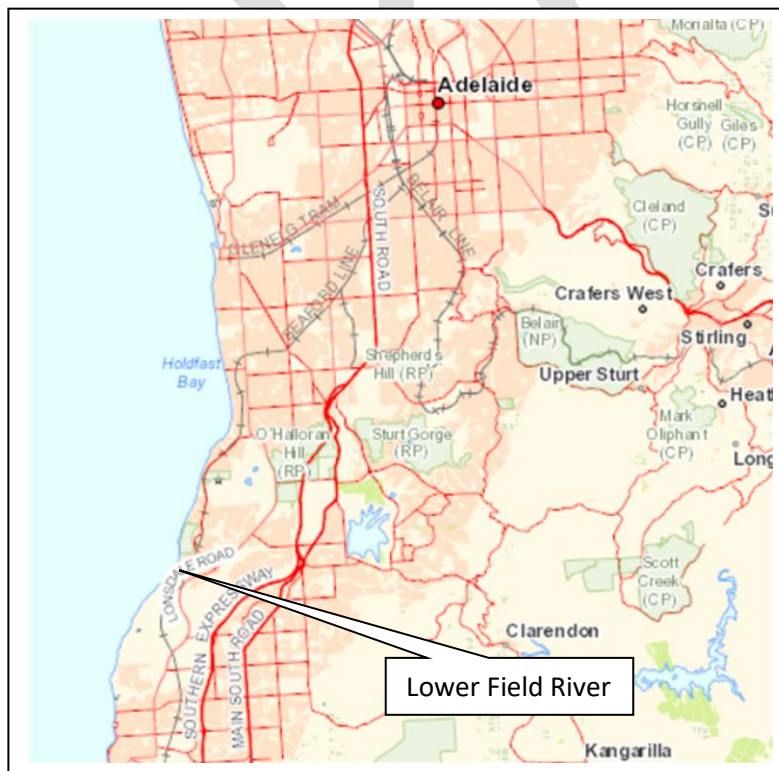 Morialta (CP)
Adelaide
Horsnell
Gully Giles
(CP) (CP)
GLENELG TRAM
BELAIR LINE
SOUTH ROAD
SEAFORD LINE
Cleland
(CP)
Crafers
Crafers West
Holdfast
Bay
Belair
(NP)
Stirling
Shepherd's
Hill (RP)
Upper Sturt
Heat
Mark
Oliphant
(CP)
O'Halloran
Hill
(RP)
Sturt Gorge
(RP)
Long
LONSDALE ROAD
Scott
Creek
(CP)
SOUTHERN EXPRESSWAY
MAIN SOUTH ROAD
Clarendon
Lower Field River
Kangarilla